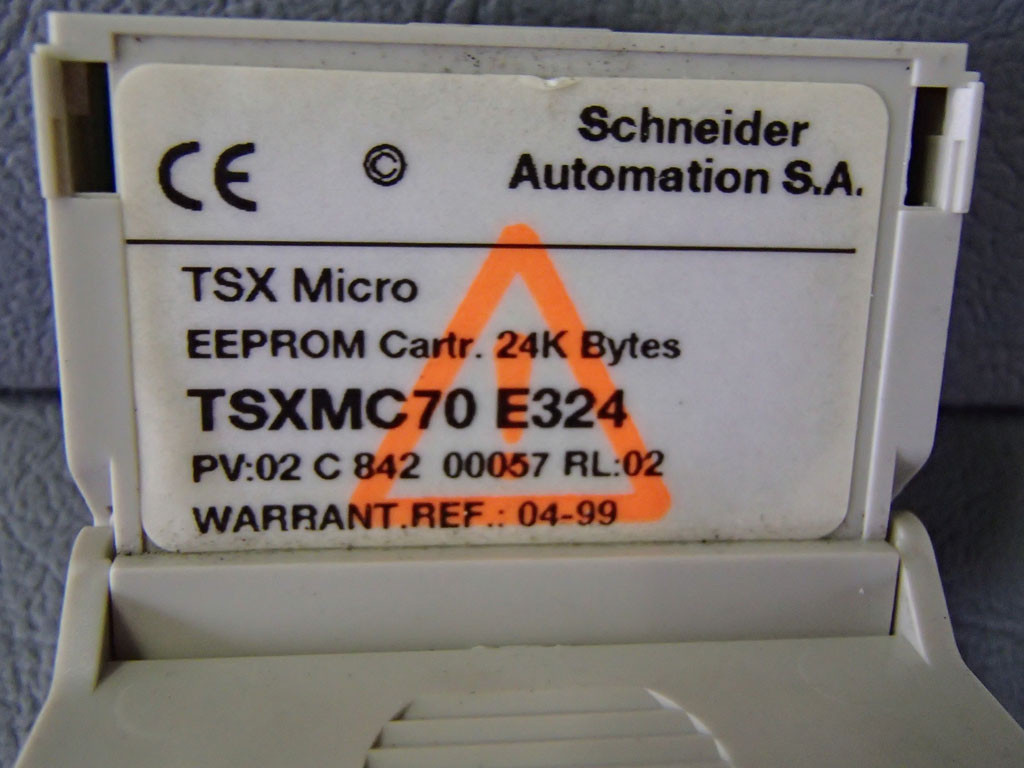 CE © Schneider
Automation S.A.
TSX Micro
EEPROM Cartr. 24K Bytes
TSXMC70 E324
PV:02 C 842 00057 RL:02
WARRANT.REF.: 04-99